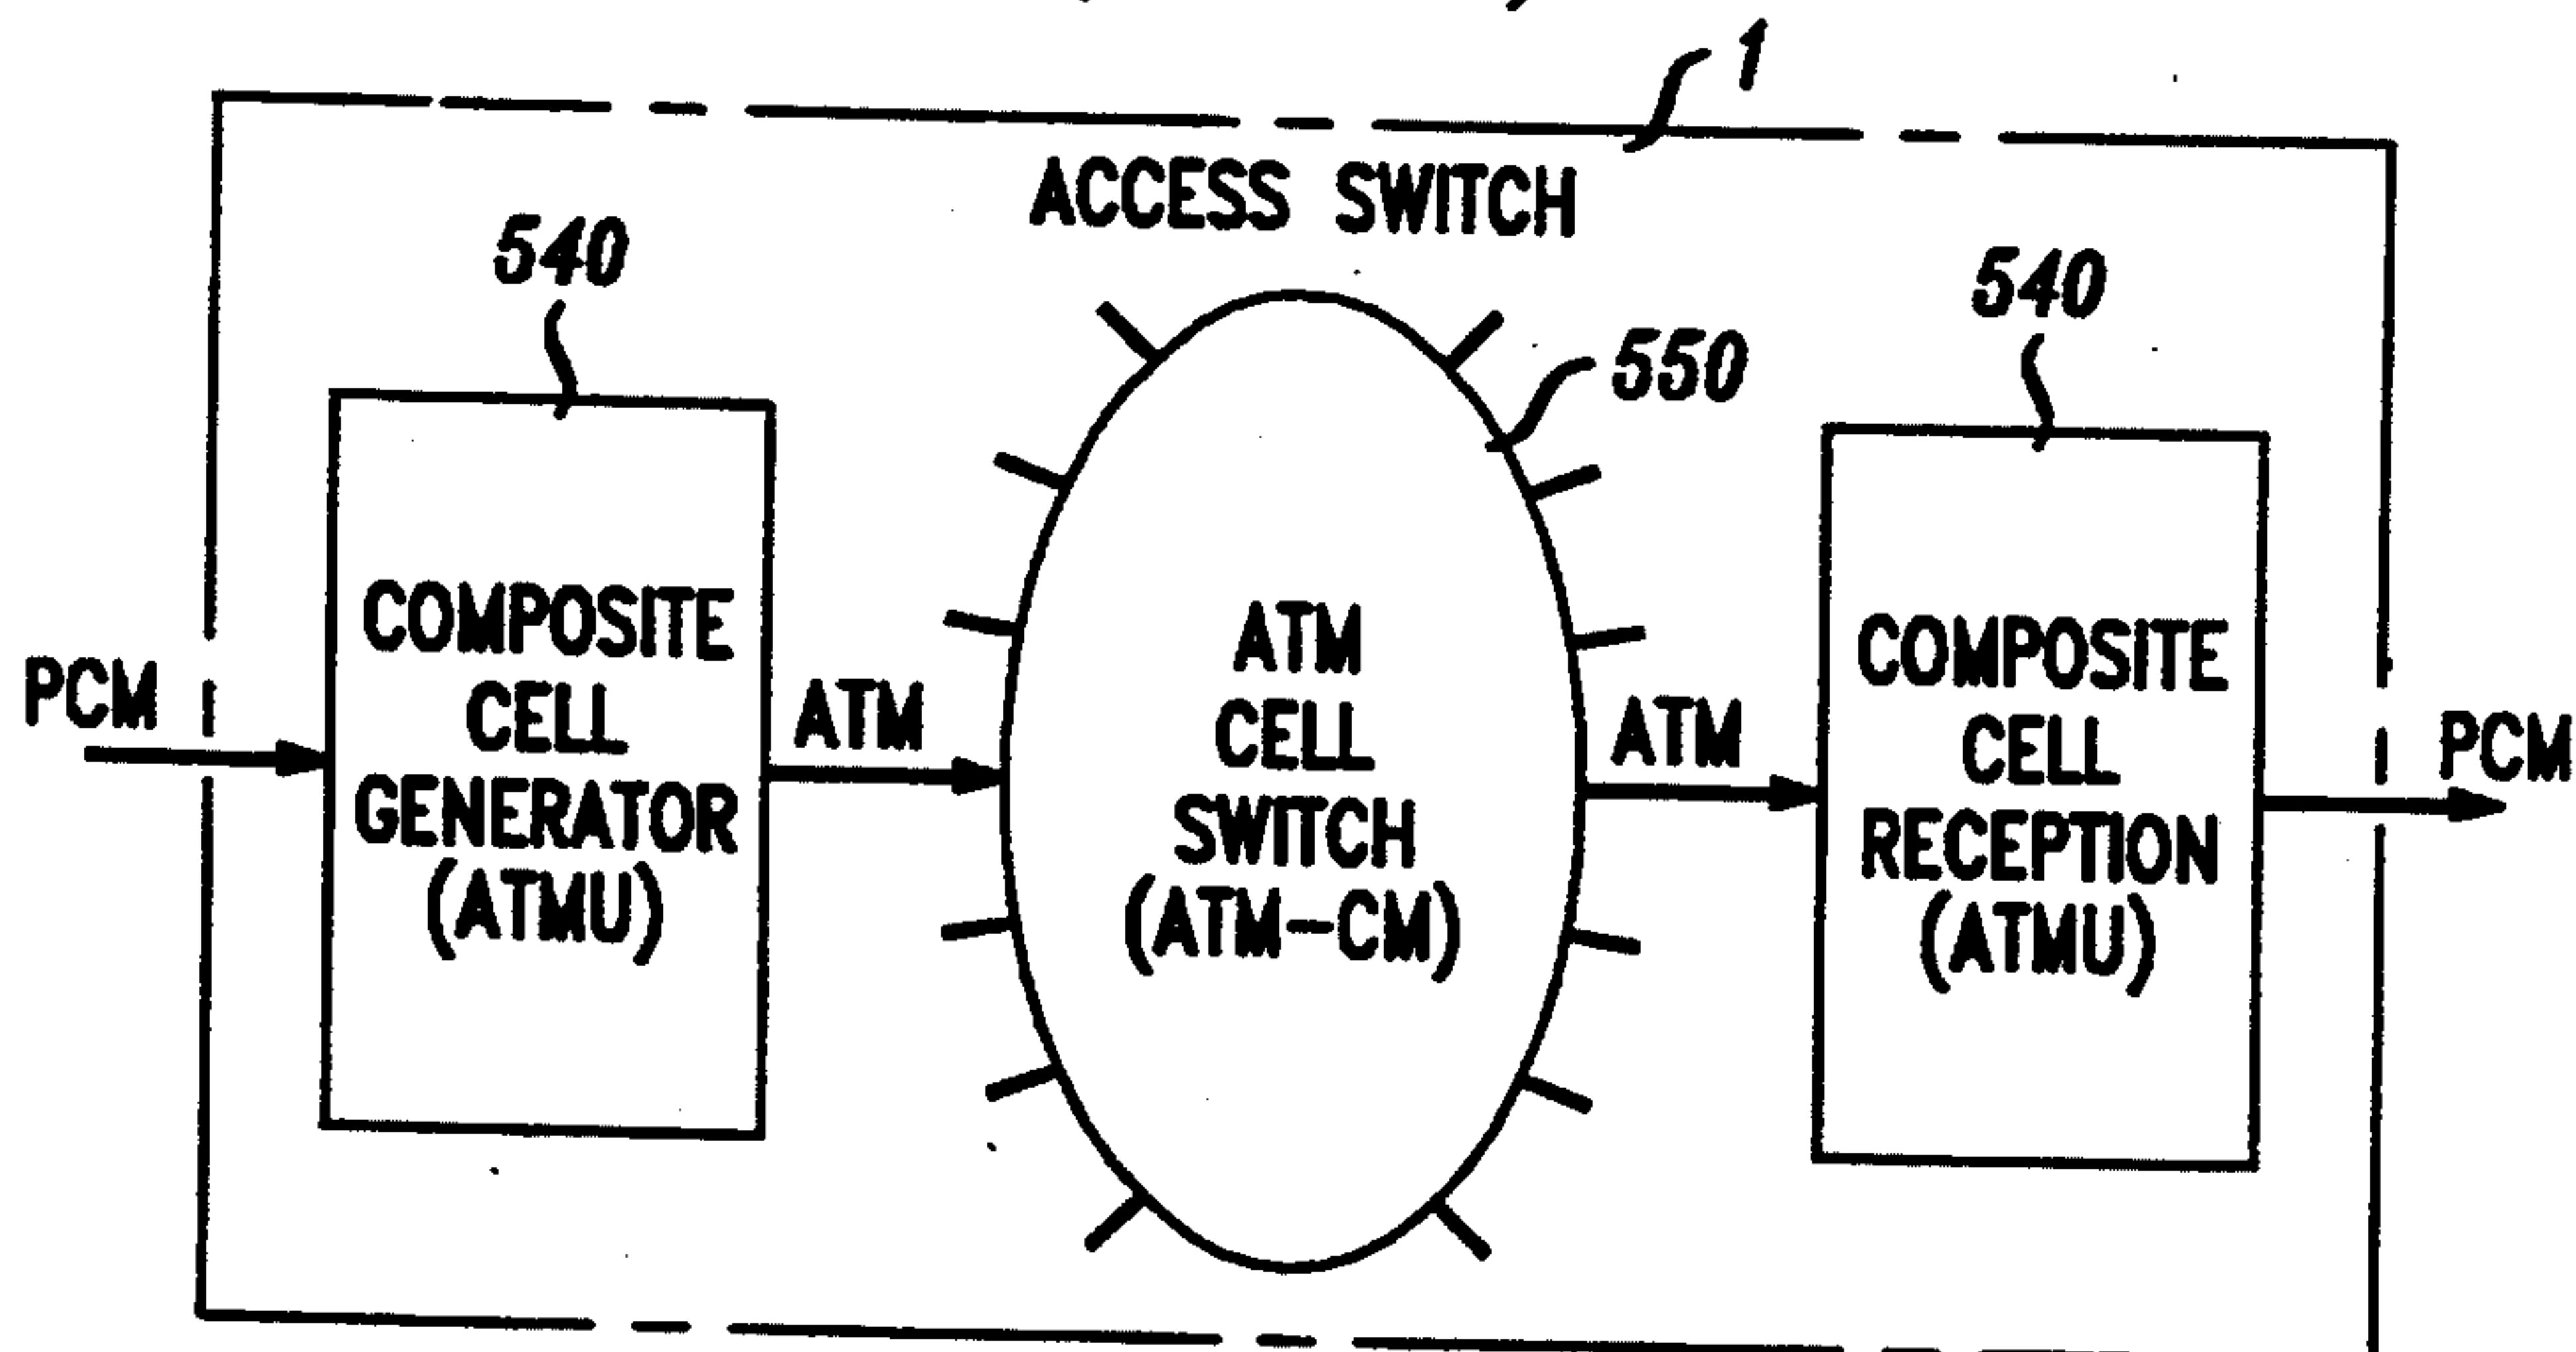 1
ACCESS SWITCH
540
540
550
COMPOSITE
CELL
GENERATOR
(ATMU)
ATM
CELL
SWITCH
(ATM-CM)
COMPOSITE
CELL
RECEPTION
(ATMU)
PCM
ATM
ATM
PCM